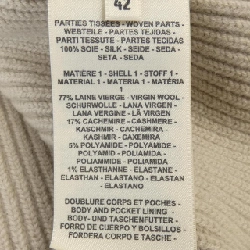 42
PARTIES TISSÉES - WOVEN PARTS -
WEBTEILE - PARTES TEJIDAS -
PARTI TESSUTE - PARTES TECIDAS
100% SOIE - SILK - SEIDE - SEDA -
SETA - SEDA
MATIÈRE 1 - SHELL 1 - STOFF 1 -
MATERIAL 1 - MATERIA 1 - MATÉRIA
1
77% LAINE VIERGE - VIRGIN WOOL -
SCHURWOLLE - LANA VIRGEN -
LANA VERGINE - LÃ VIRGEN
17% CACHEMIRE - CASHMERE -
KASCHMIR - CACHEMIRA -
KASHMIR - CAXEMIRA
5% POLYAMIDE - POLYAMIDE -
POLYAMID - POLIAMIDA -
POLIAMMIDE - POLIAMIDA
1% ELASTHANNE - ELASTANE -
ELASTHAN - ELASTANO - ELASTAN -
ELASTANO
DOUBLURE CORPS ET POCHES -
BODY AND POCKET LINING -
BODY- UND TASCHENFUTTER -
FORRO DE CUERPO Y BOLSILLOS -
FODERA CORPO E TASCHE -